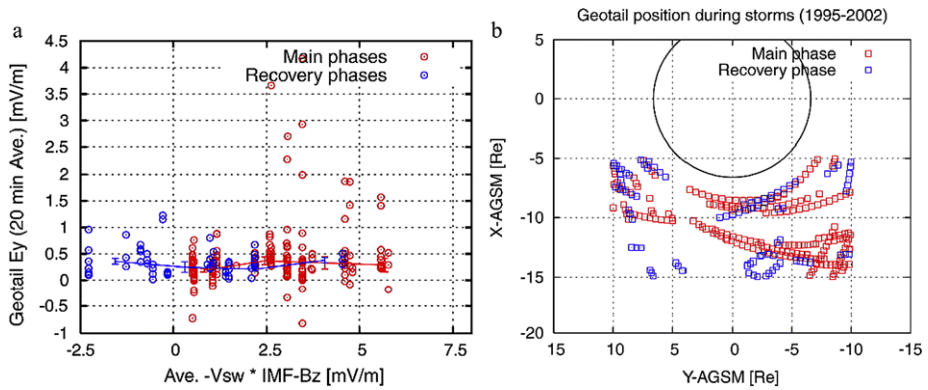 a
Main phases
Recovery phases
4.5
4
3.5
3
2.5
2
1.5
1
0.5
0
-0.5
-1
Geotail Ey (20 min Ave.) [mV/m]
-2.5
0
2.5
5
7.5
Ave. -Vsw * IMF-Bz [mV/m]
Geotail position during storms (1995-2002)
b
Main phase
Recovery phase
5
0
-5
-10
-15
-20
X-AGSM [Re]
15
10
5
0
-5
-10
-15
Y-AGSM [Re]